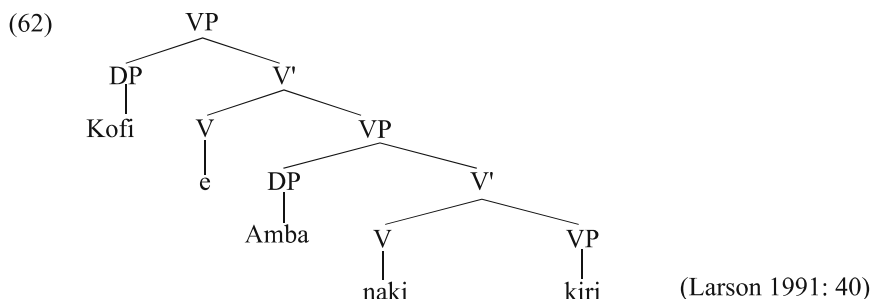 (62) VP
DP V'
Kofi V VP
e DP V'
Amba V VP
naki kiri (Larson 1991: 40)